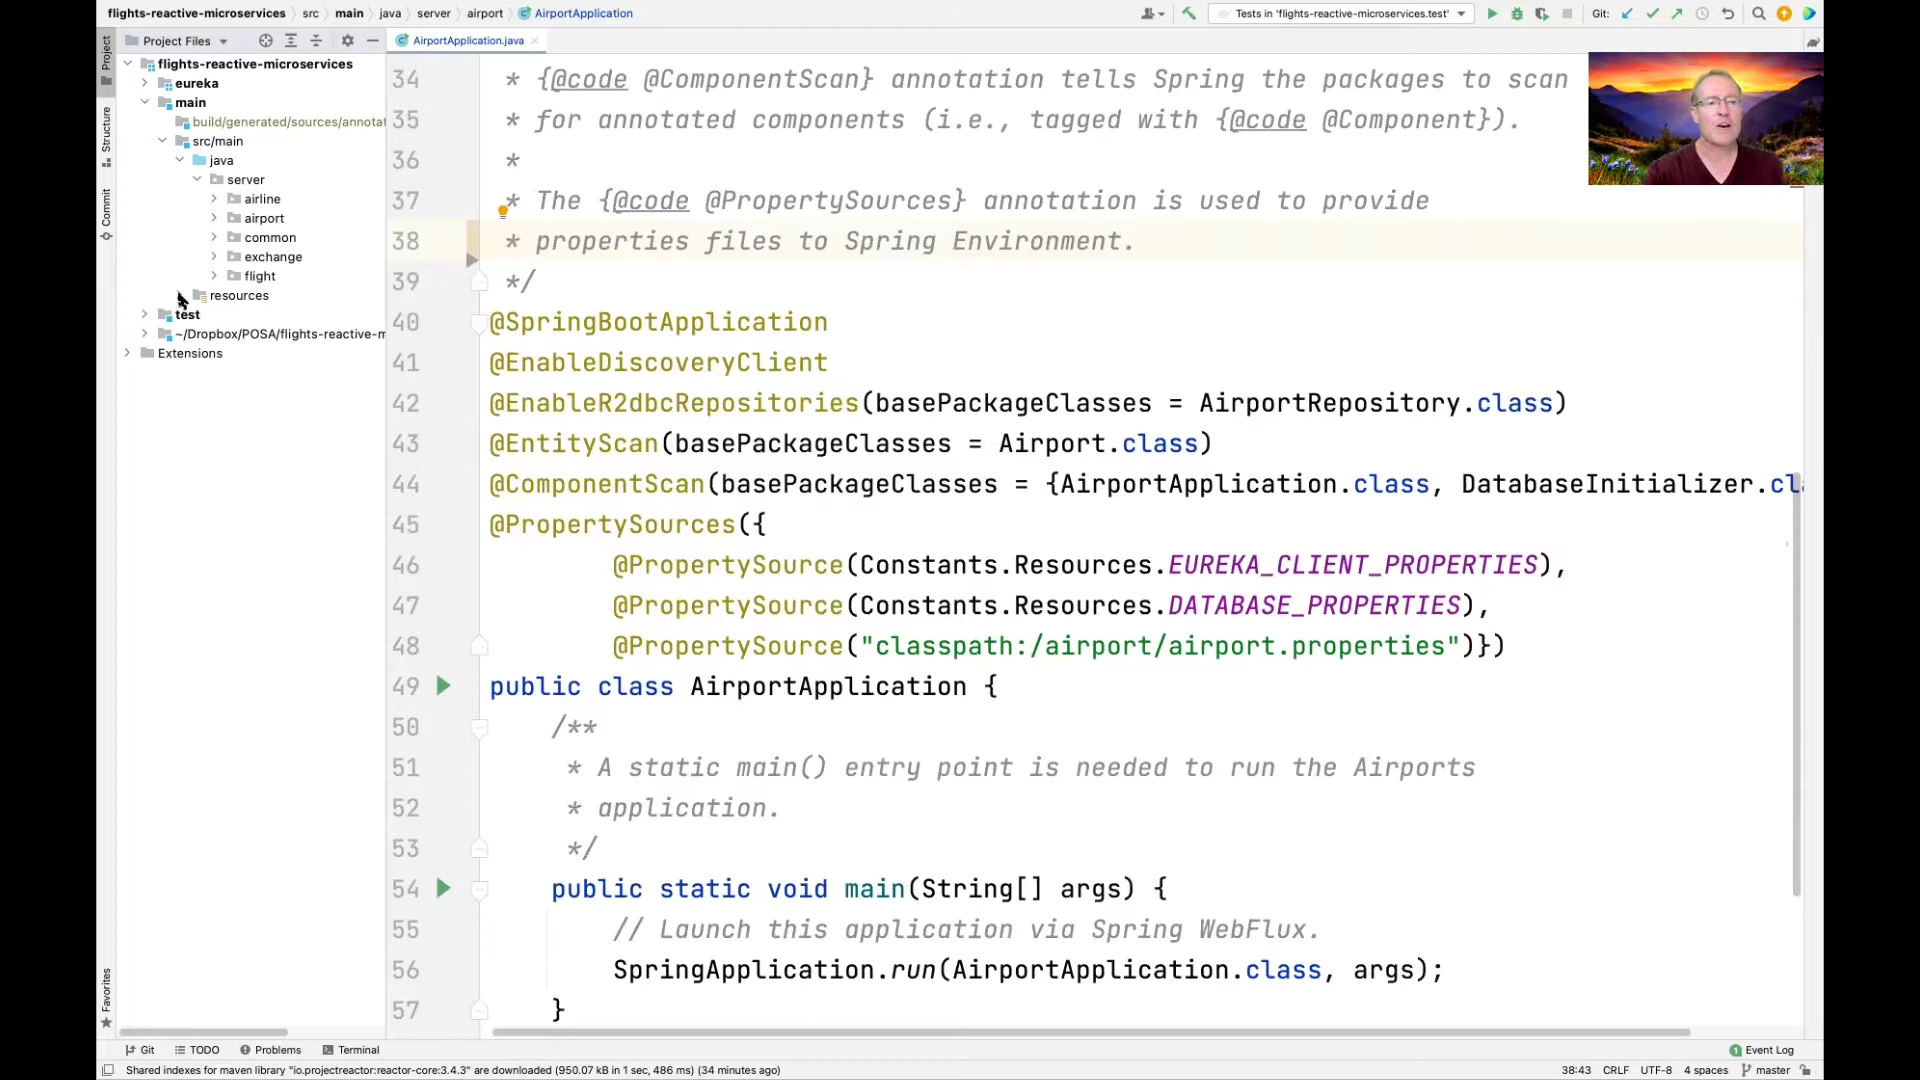 flights-reactive-microservices › src › main › java › server › airport › AirportApplication
Tests in 'flights-reactive-microservices.test'
Git:
Project Files
AirportApplication.java
Project
Structure
Commit
Favorites
flights-reactive-microservices
eureka
main
build/generated/sources/annotat
src/main
java
server
airline
airport
common
exchange
flight
resources
test
~/Dropbox/POSA/flights-reactive-m
Extensions
34 * {@code @ComponentScan} annotation tells Spring the packages to scan
35 * for annotated components (i.e., tagged with {@code @Component}).
36 *
37 * The {@code @PropertySources} annotation is used to provide
38 * properties files to Spring Environment.
39 */
40 @SpringBootApplication
41 @EnableDiscoveryClient
42 @EnableR2dbcRepositories(basePackageClasses = AirportRepository.class)
43 @EntityScan(basePackageClasses = Airport.class)
44 @ComponentScan(basePackageClasses = {AirportApplication.class, DatabaseInitializer.cl
45 @PropertySources({
46 @PropertySource(Constants.Resources.EUREKA_CLIENT_PROPERTIES),
47 @PropertySource(Constants.Resources.DATABASE_PROPERTIES),
48 @PropertySource("classpath:/airport/airport.properties")})
49 public class AirportApplication {
50 /**
51 * A static main() entry point is needed to run the Airports
52 * application.
53 */
54 public static void main(String[] args) {
55 // Launch this application via Spring WebFlux.
56 SpringApplication.run(AirportApplication.class, args);
57 }
Git TODO Problems Terminal
1 Event Log
Shared indexes for maven library "io.projectreactor:reactor-core:3.4.3" are downloaded (950.07 kB in 1 sec, 486 ms) (34 minutes ago)
38:43 CRLF UTF-8 4 spaces master